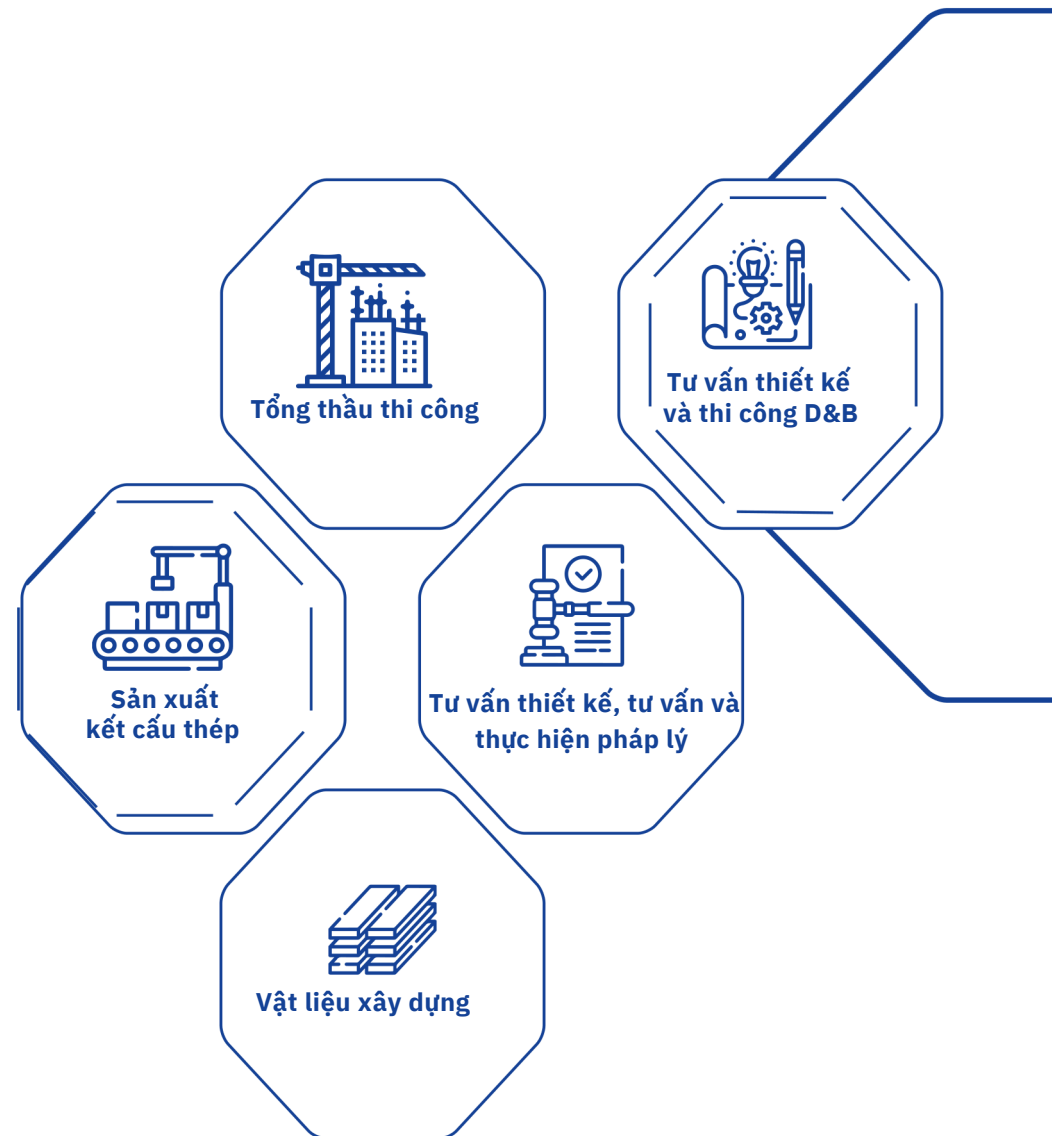 Tổng thầu thi công
Tư vấn thiết kế
và thi công D&B
Sản xuất
kết cấu thép
Tư vấn thiết kế, tư vấn và
thực hiện pháp lý
Vật liệu xây dựng